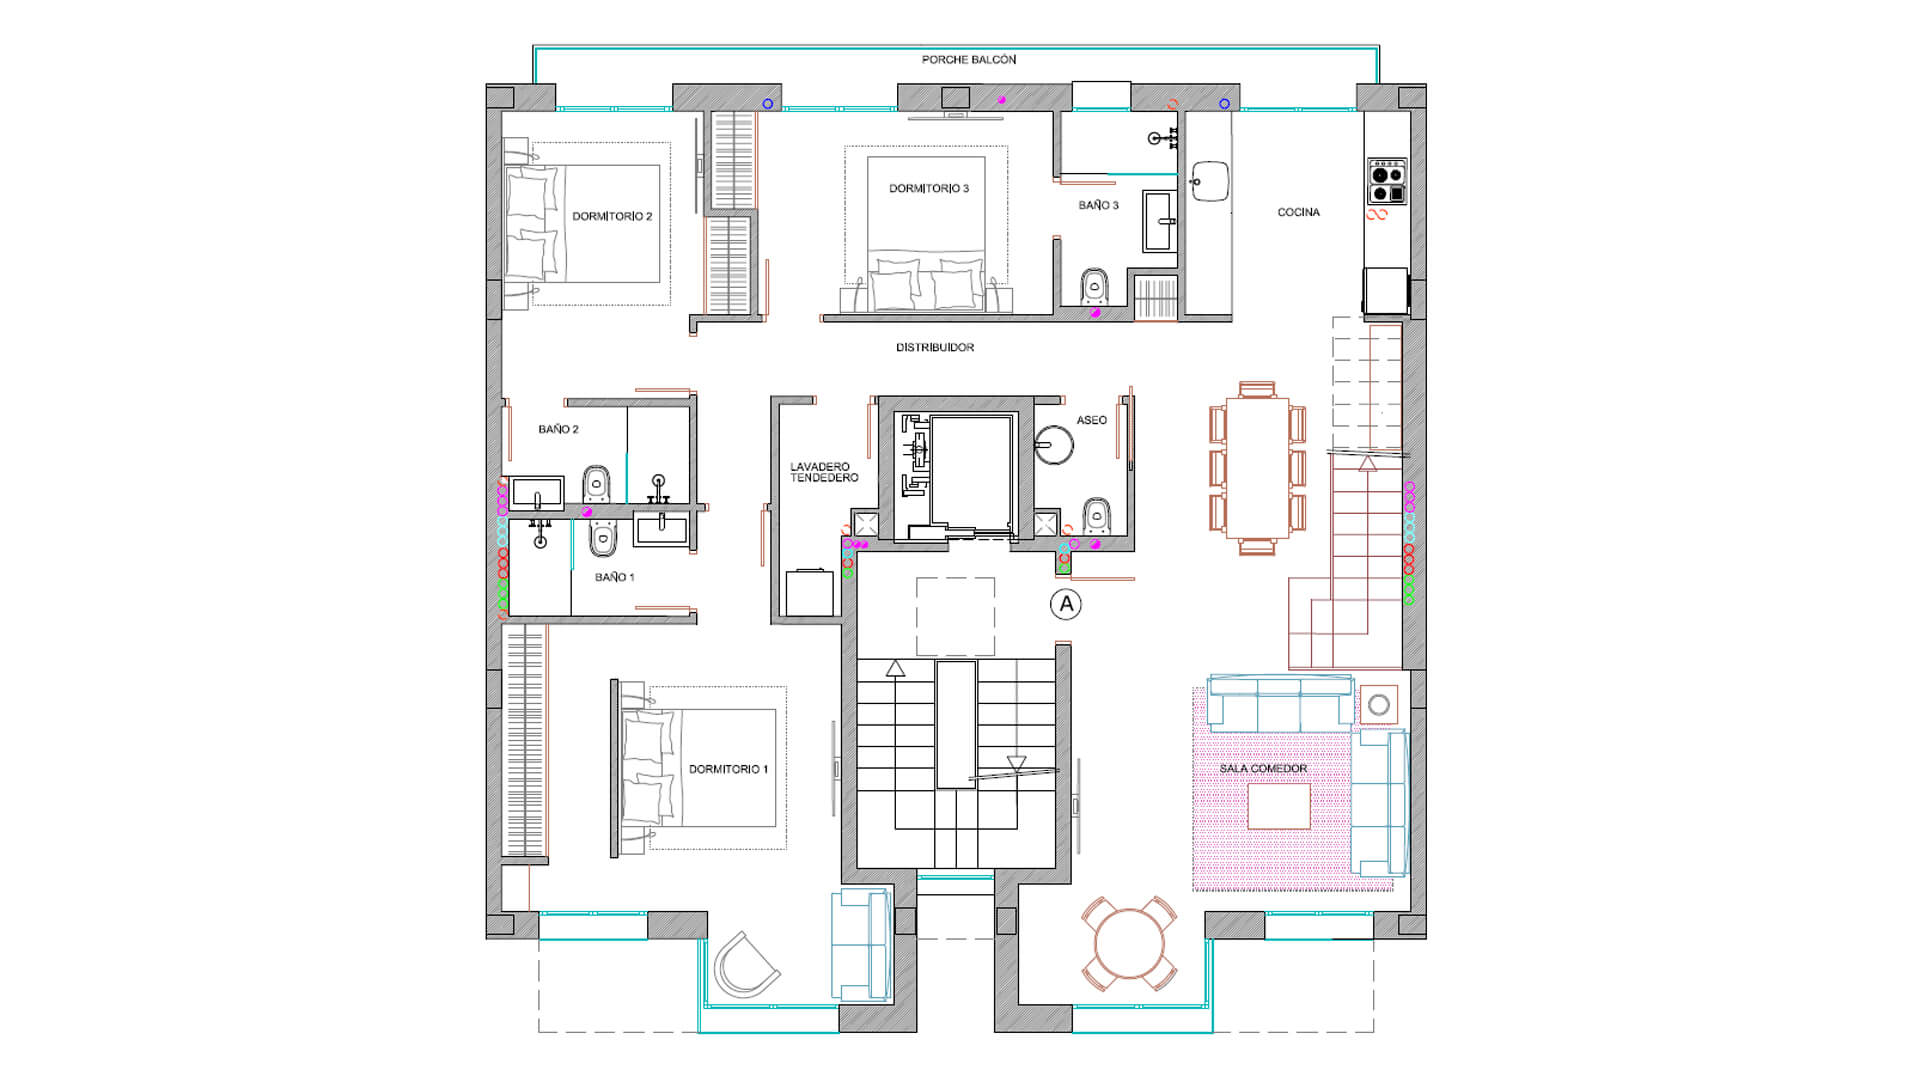 PORCHE BALCÓN
DORMITORIO 3
BAÑO 3
COCINA
DORMITORIO 2
DISTRIBUIDOR
ASEO
BAÑO 2
LAVADERO
TENDEDERO
BAÑO 1
A
DORMITORIO 1
SALA COMEDOR